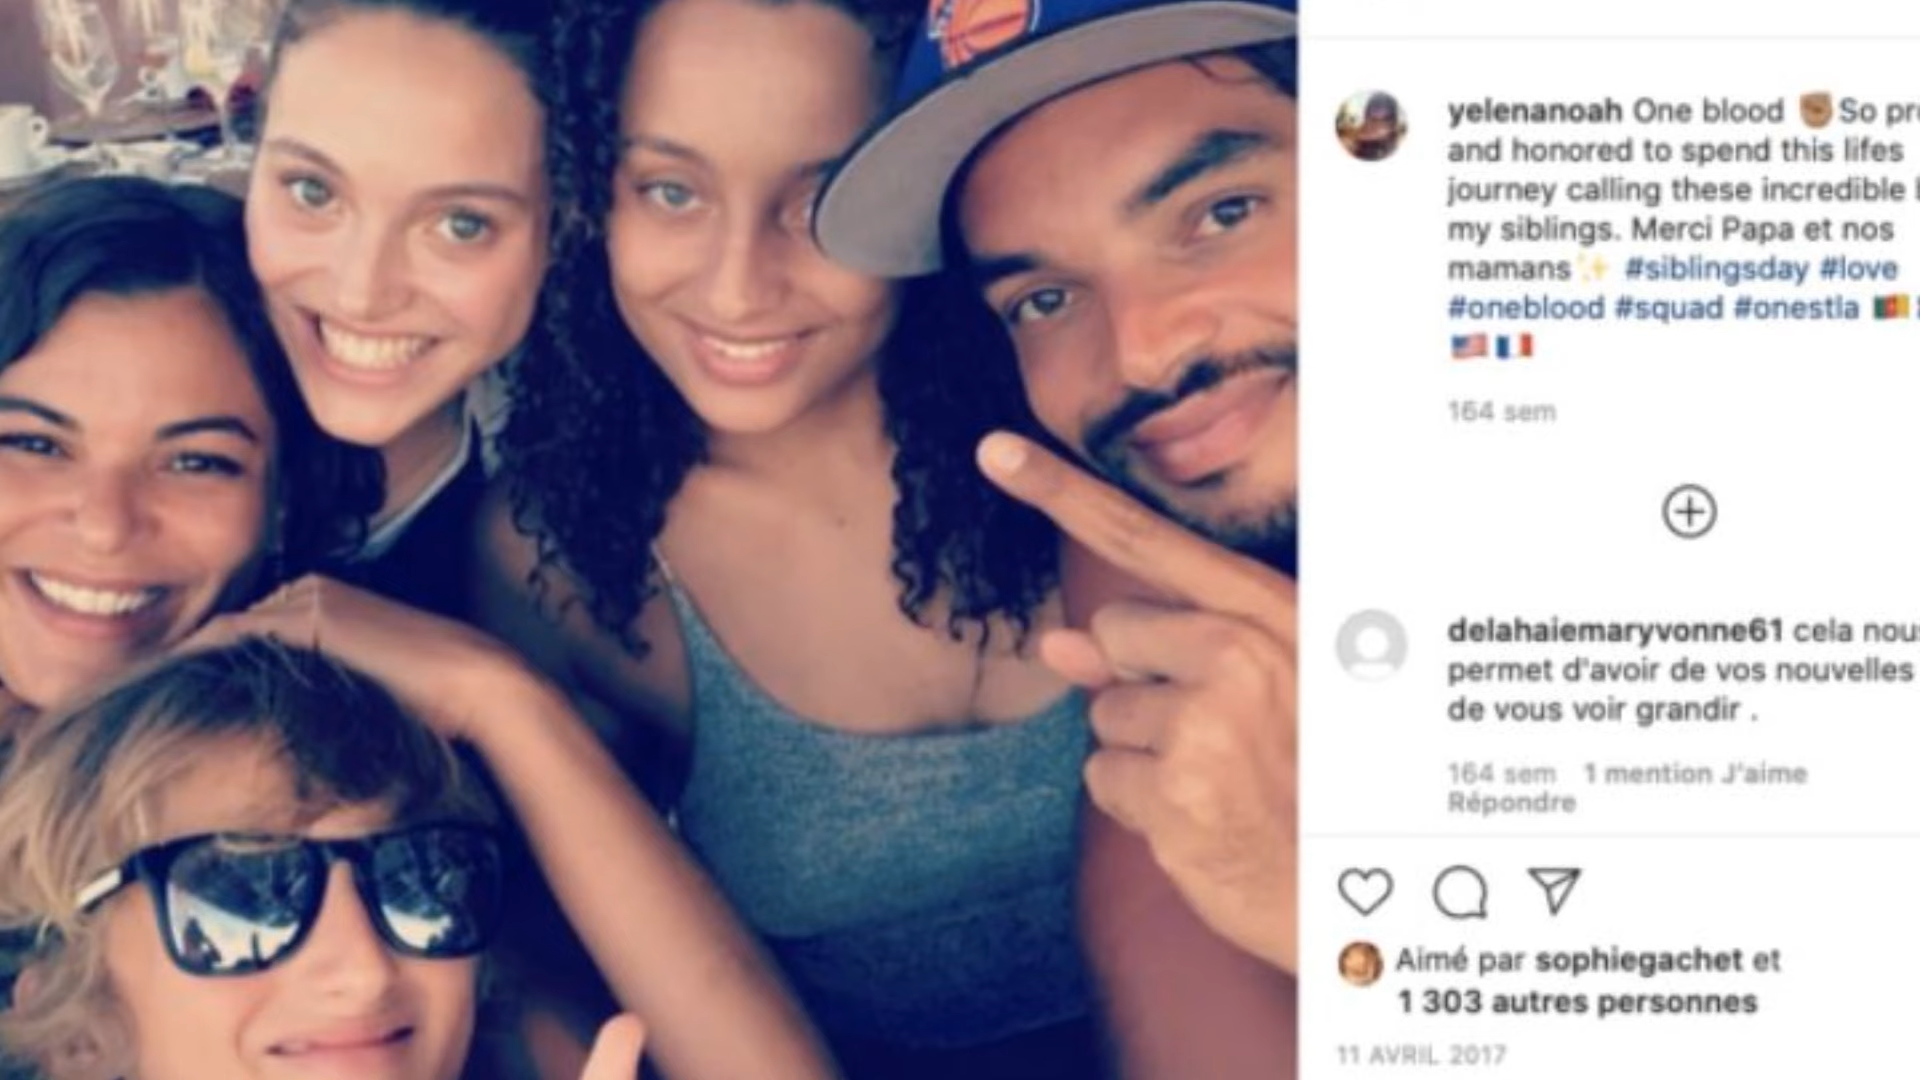 yelenanoah One blood ✊🏽So
and honored to spend this lifes
journey calling these incredible
my siblings. Merci Papa et nos
mamans✨ #siblingsday #love
#oneblood #squad #onestla 🇨🇲
🇺🇸 🇫🇷
164 sem
delahaiemaryvonne61 cela
permet d'avoir de vos nouvelles
de vous voir grandir .
164 sem 1 mention J'aime
Répondre
Aimé par sophiegachet et
1 303 autres personnes
11 AVRIL 2017